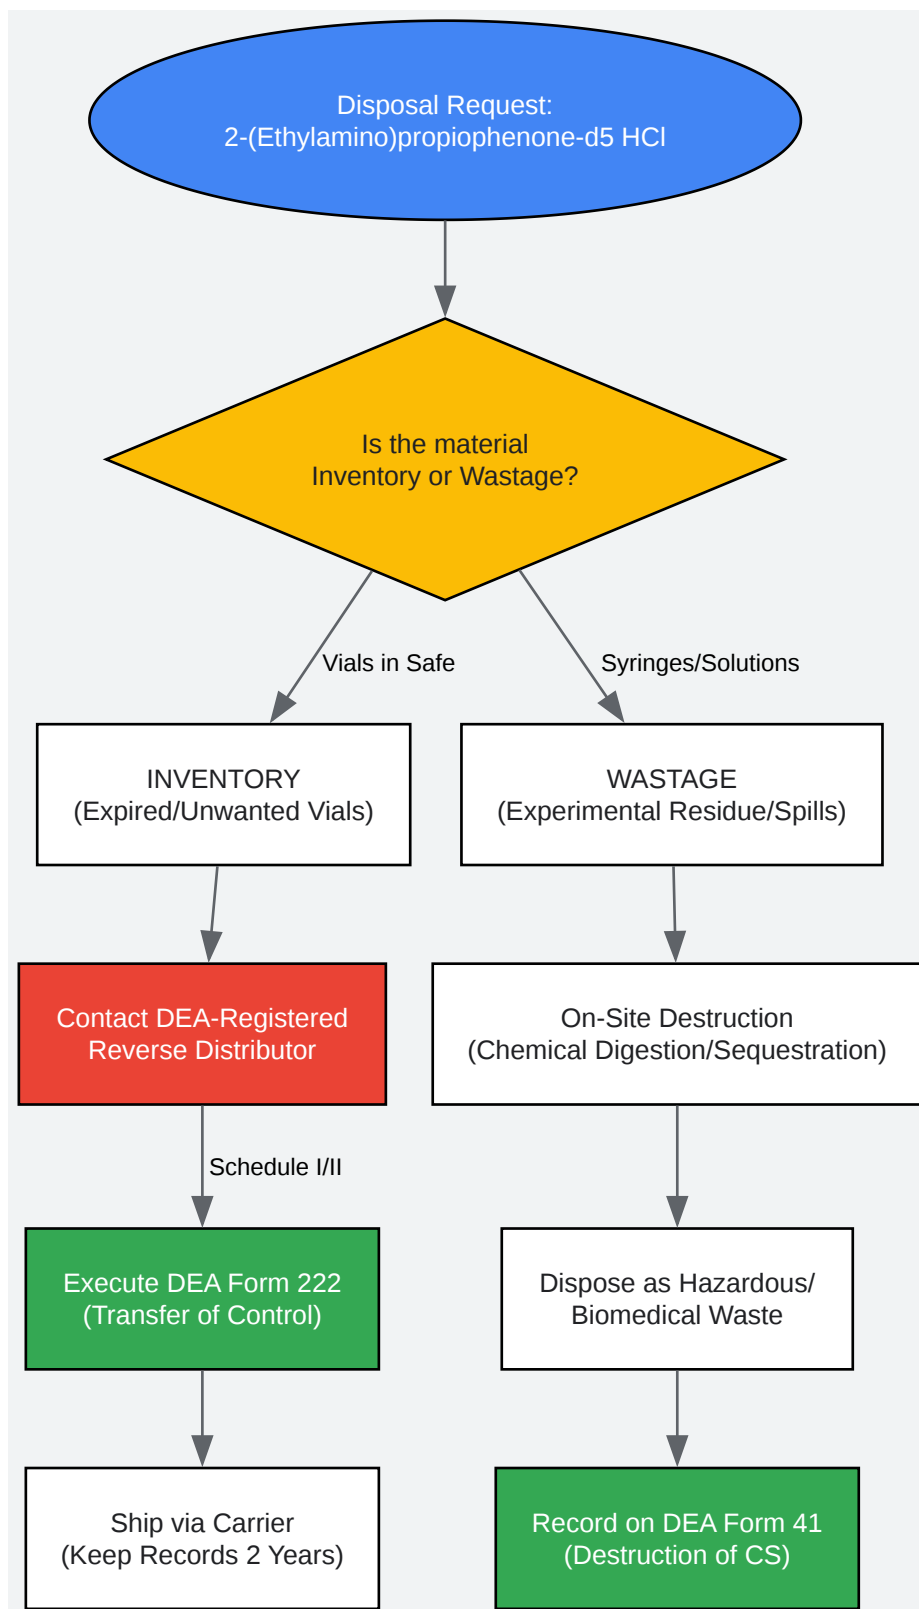 Disposal Request:
2-(Ethylamino)propiophenone-d5 HCl
Is the material
Inventory or Wastage?
Vials in Safe
Syringes/Solutions
INVENTORY
(Expired/Unwanted Vials)
WASTAGE
(Experimental Residue/Spills)
Contact DEA-Registered
Reverse Distributor
On-Site Destruction
(Chemical Digestion/Sequestration)
Schedule I/II
Execute DEA Form 222
(Transfer of Control)
Dispose as Hazardous/
Biomedical Waste
Ship via Carrier
(Keep Records 2 Years)
Record on DEA Form 41
(Destruction of CS)